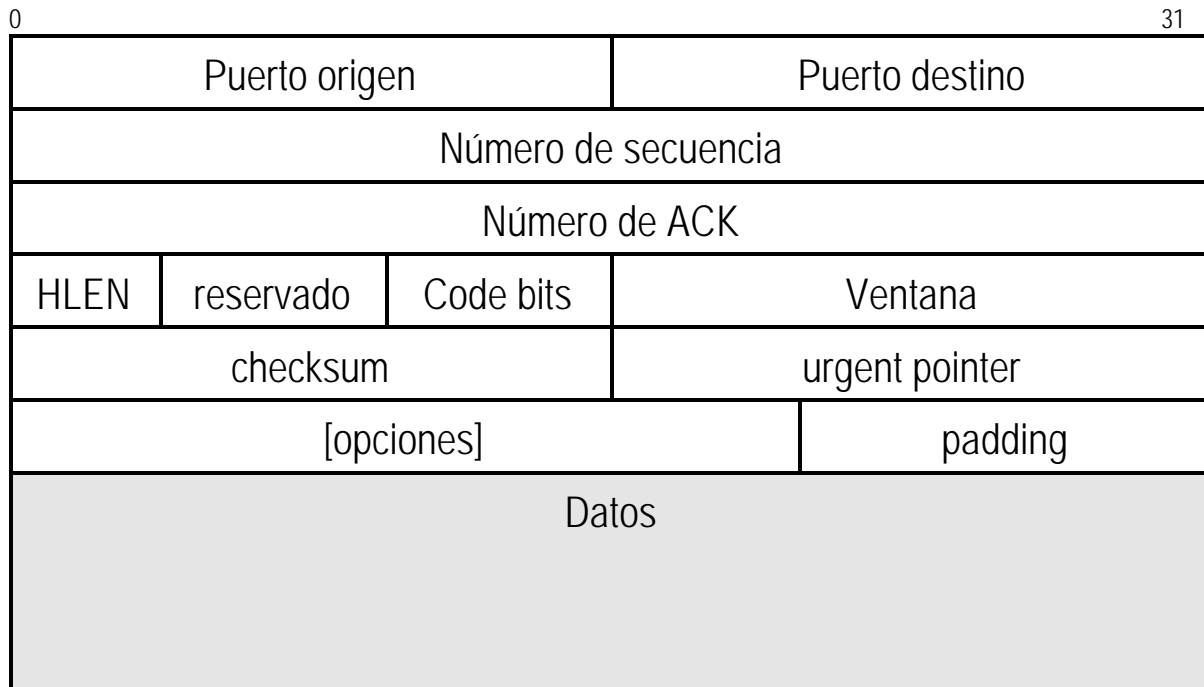 0 31
Puerto origen Puerto destino
Número de secuencia
Número de ACK
HLEN reservado Code bits Ventana
checksum urgent pointer
[opciones] padding
Datos